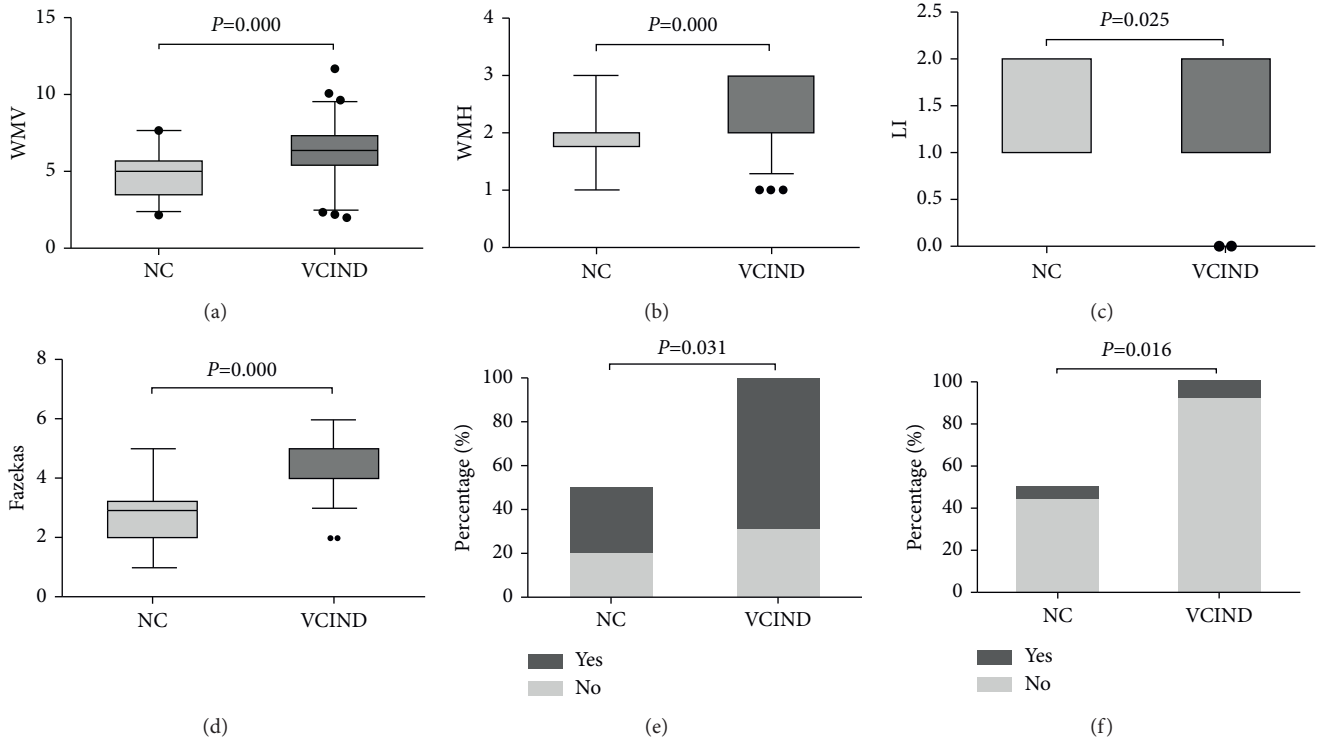 P=0.000
15
10
5
0
WMV
NC VCIND
(a)
P=0.000
4
3
2
1
0
WMH
NC VCIND
(b)
P=0.025
2.5
2.0
1.5
1.0
0.5
0.0
LI
NC VCIND
(c)
P=0.000
8
6
4
2
0
Fazekas
NC VCIND
(d)
P=0.031
100
80
60
40
20
0
Percentage (%)
NC VCIND
Yes
No
(e)
P=0.016
100
80
60
40
20
0
Percentage (%)
NC VCIND
Yes
No
(f)